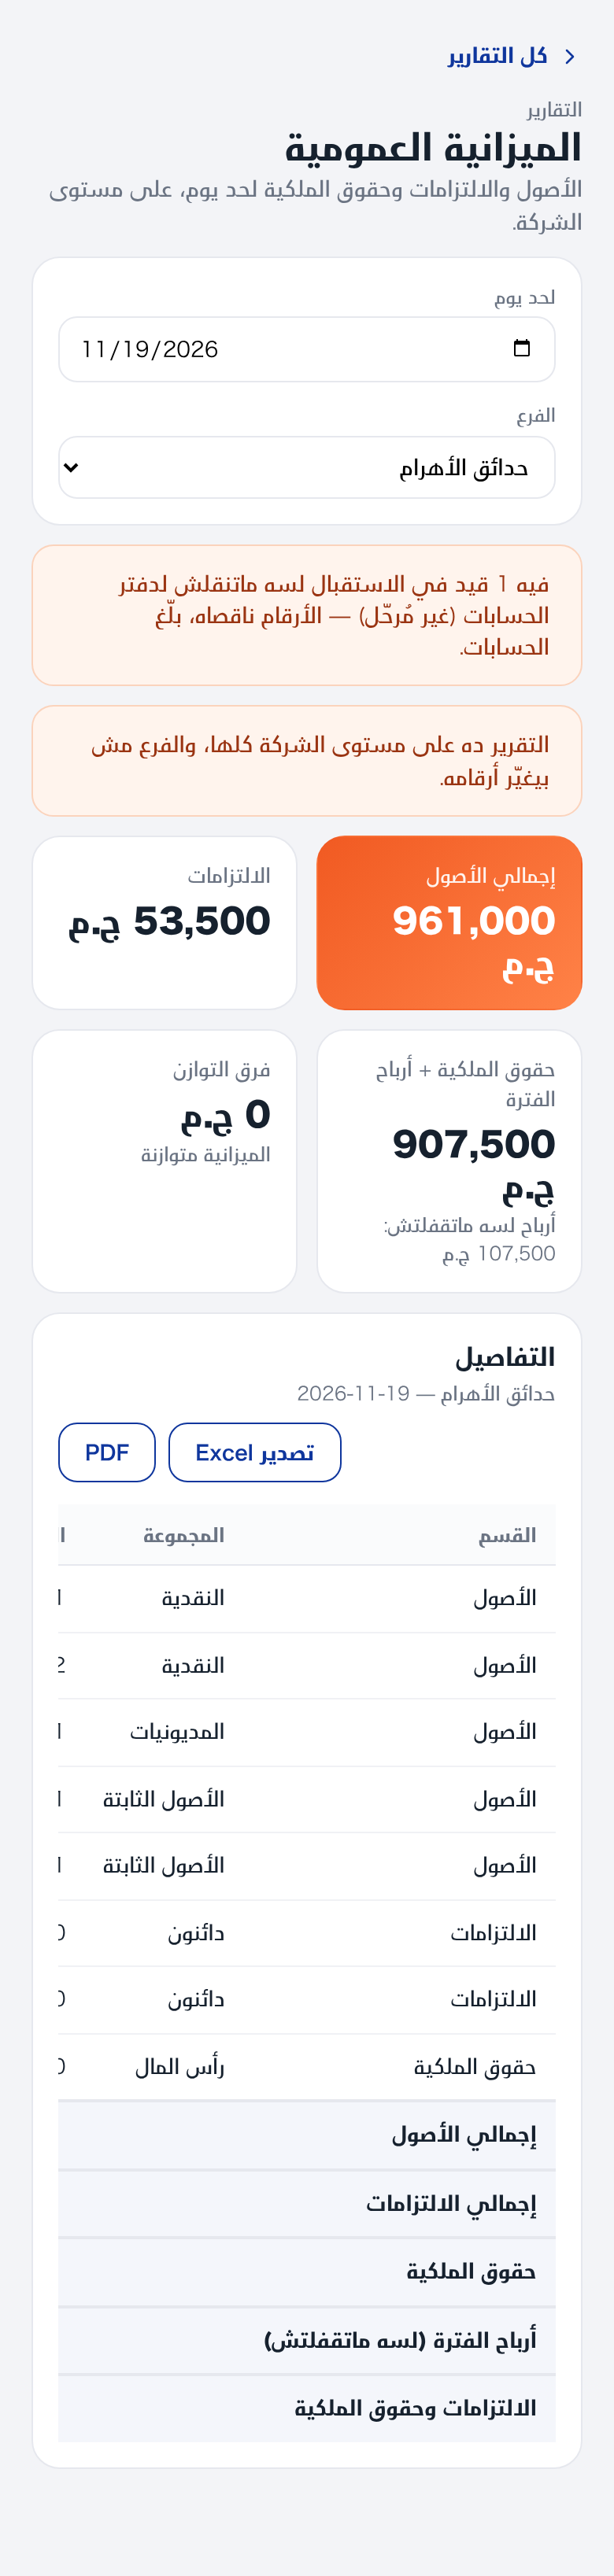 كل التقارير
التقارير
الميزانية العمومية
الأصول والالتزامات وحقوق الملكية لحد يوم، على مستوى
الشركة.
لحد يوم
11/19/2026
الفرع
حدائق الأهرام
فيه 1 قيد في الاستقبال لسه ماتنقلش لدفتر
الحسابات (غير مُرحّل) — الأرقام ناقصاه، بلّغ
الحسابات.
التقرير ده على مستوى الشركة كلها، والفرع مش
بيغيّر أرقامه.
إجمالي الأصول
961,000
ج.م
الالتزامات
53,500 ج.م
حقوق الملكية + أرباح
الفترة
907,500
ج.م
أرباح لسه ماتقفلتش:
107,500 ج.م
فرق التوازن
0 ج.م
الميزانية متوازنة
التفاصيل
حدائق الأهرام — 2026-11-19
تصدير Excel
PDF
القسم المجموعة
الأصول النقدية
الأصول النقدية
الأصول المديونيات
الأصول الأصول الثابتة
الأصول الأصول الثابتة
الالتزامات دائنون
الالتزامات دائنون
حقوق الملكية رأس المال
إجمالي الأصول
إجمالي الالتزامات
حقوق الملكية
أرباح الفترة (لسه ماتقفلتش)
الالتزامات وحقوق الملكية